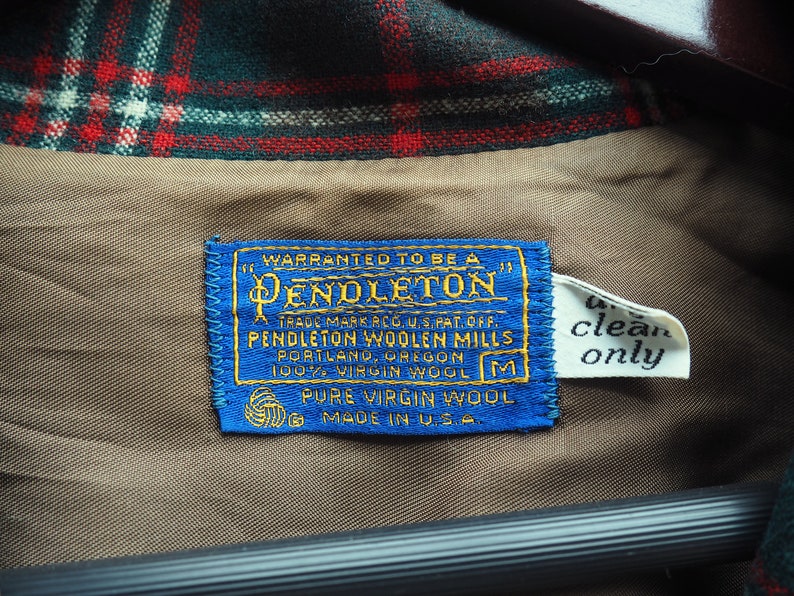 WARRANTED TO BE A
"PENDLETON"
TRADE MARK REG. U.S. PAT. OFF.
PENDLETON WOOLEN MILLS
PORTLAND, OREGON
100% VIRGIN WOOL M
PURE VIRGIN WOOL
MADE IN U.S.A.
clean
only